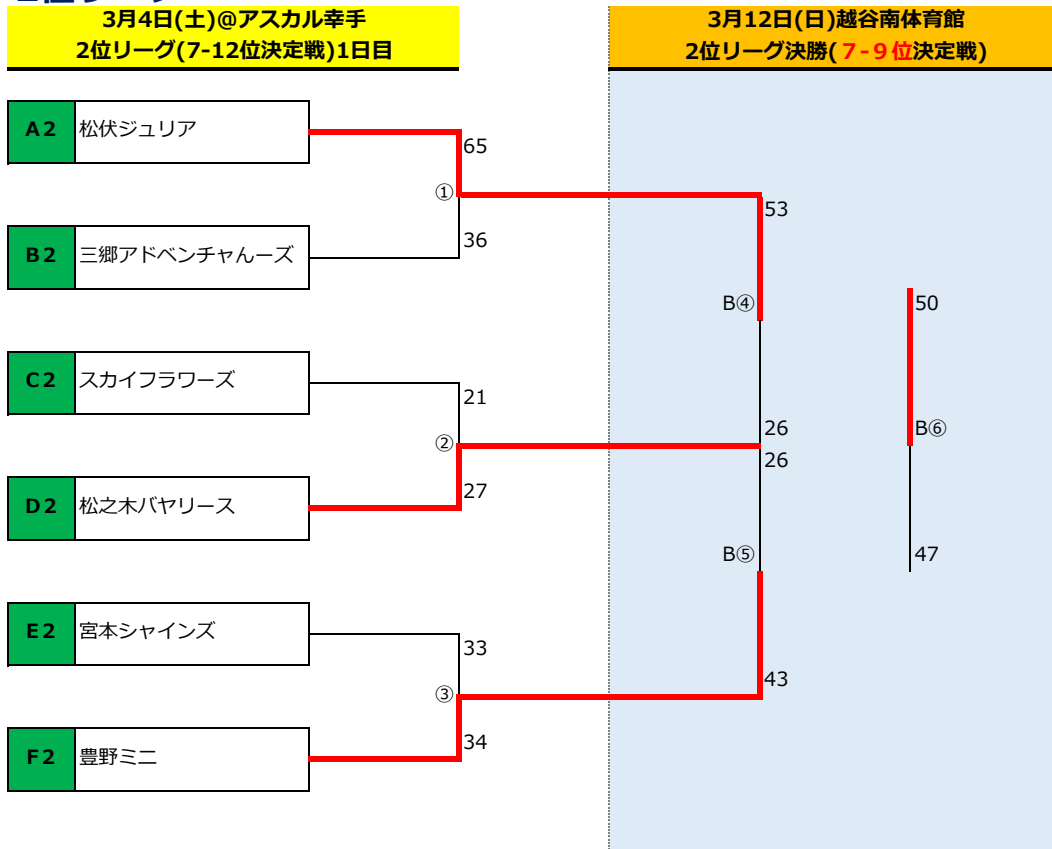 3月4日(土)@アスカル幸手
2位リーグ(7-12位決定戦)1日目
3月12日(日)越谷南体育館
2位リーグ決勝(７-９位決定戦)
A2 松伏ジュリア
65
①
53
36
B2 三郷アドベンチャんーズ
B④
50
C2 スカイフラワーズ
21
26
B⑥
②
26
27
D2 松之木バヤリース
B⑤
47
E2 宮本シャインズ
33
43
③
34
F2 豊野ミニ